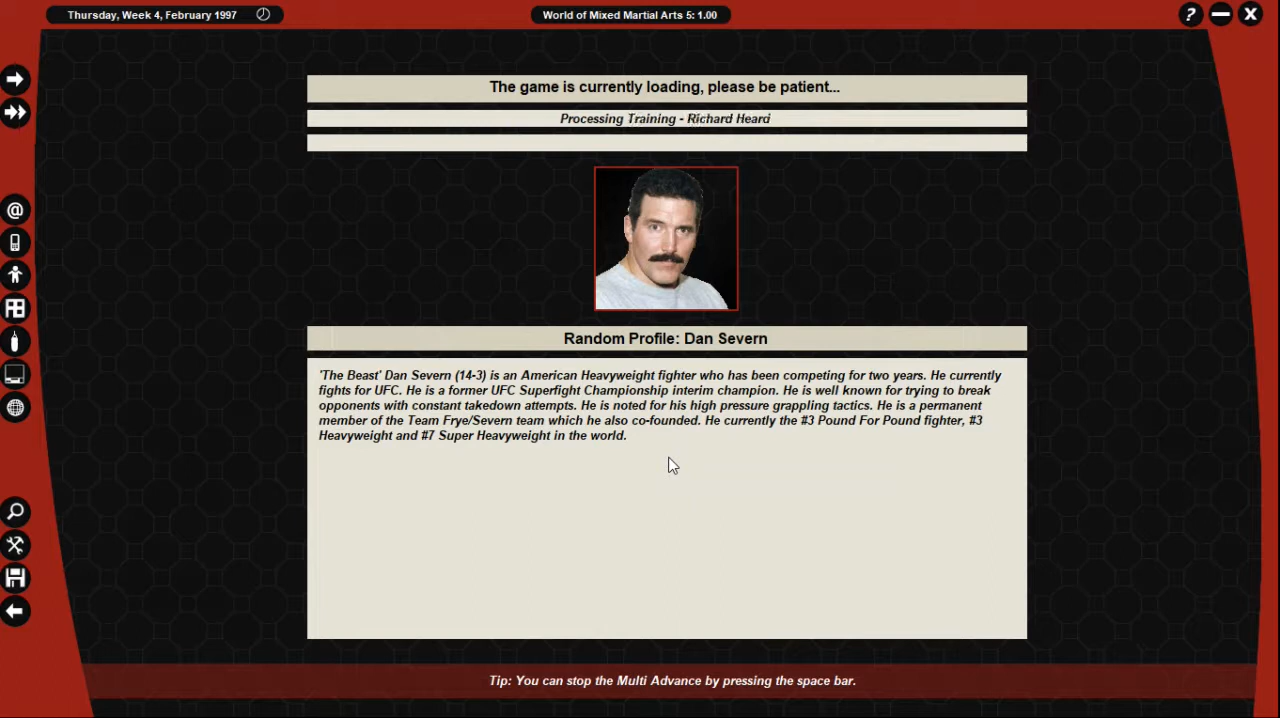 Thursday, Week 4, February 1997
World of Mixed Martial Arts 5: 1.00
The game is currently loading, please be patient...
Processing Training - Richard Heard
Random Profile: Dan Severn
'The Beast' Dan Severn (14-3) is an American Heavyweight fighter who has been competing for two years. He currently
fights for UFC. He is a former UFC Superfight Championship interim champion. He is well known for trying to break
opponents with constant takedown attempts. He is noted for his high pressure grappling tactics. He is a permanent
member of the Team Frye/Severn team which he also co-founded. He currently the #3 Pound For Pound fighter, #3
Heavyweight and #7 Super Heavyweight in the world.
Tip: You can stop the Multi Advance by pressing the space bar.